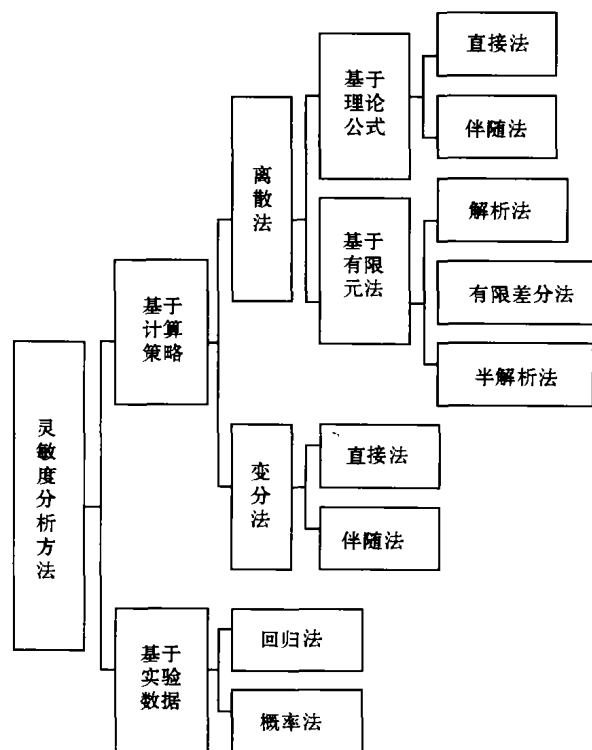 灵敏度分析方法
基于
计算
策略
离散法
基于
理论
公式
直接法
伴随法
基于
有限
元法
解析法
有限差分法
半解析法
变分法
直接法
伴随法
基于
实验
数据
回归法
概率法